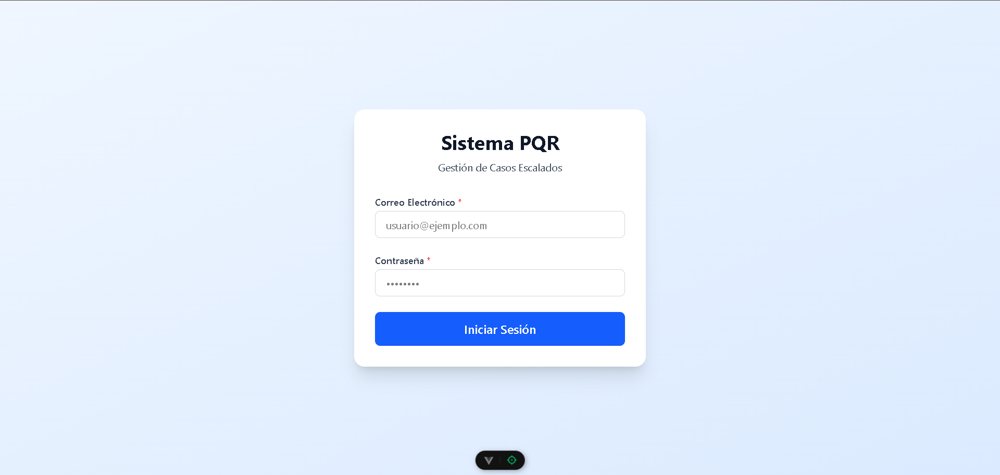 Sistema PQR
Gestión de Casos Escalados
Correo Electrónico *
usuario@ejemplo.com
Contraseña *
••••••••
Iniciar Sesión